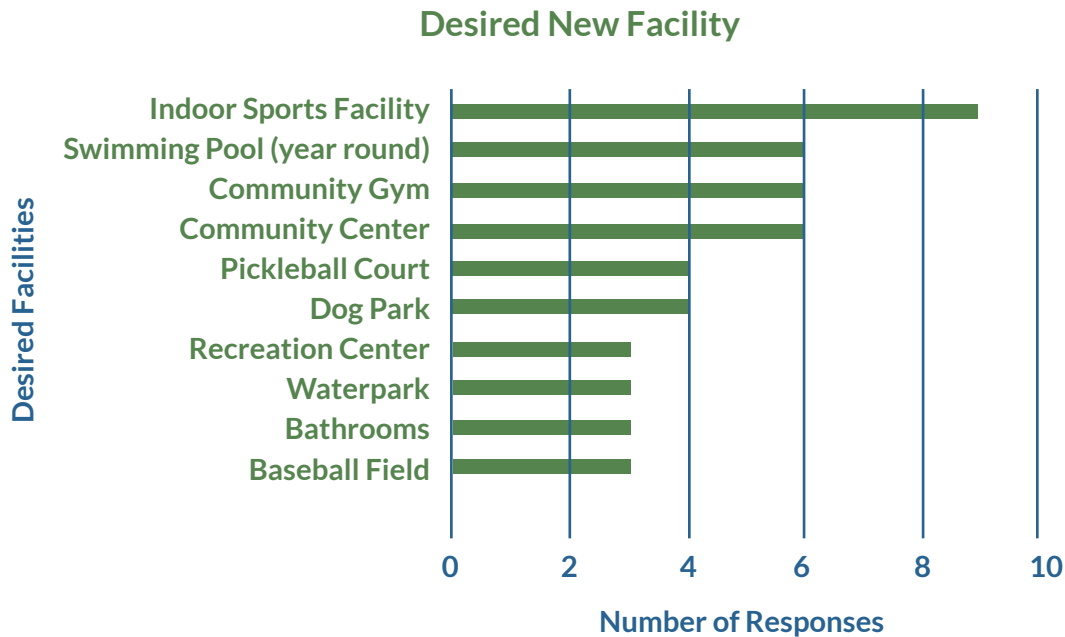 Desired New Facility
Indoor Sports Facility
Swimming Pool (year round)
Community Gym
Community Center
Pickleball Court
Dog Park
Recreation Center
Waterpark
Bathrooms
Baseball Field
Desired Facilities
0 2 4 6 8 10
Number of Responses